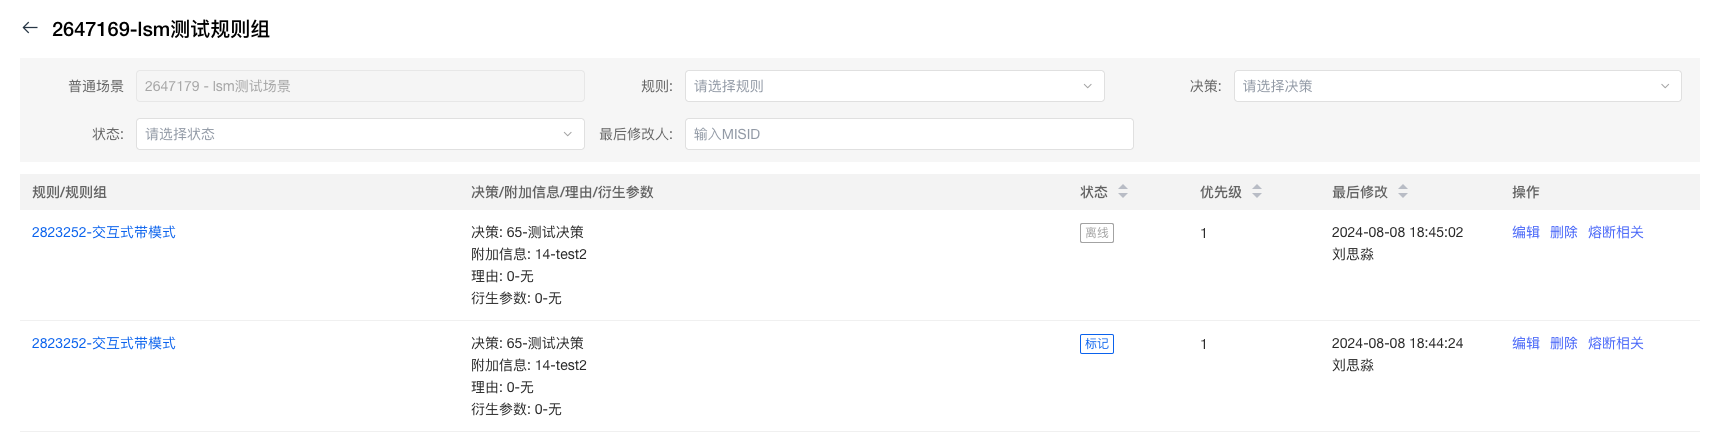 2647169-lsm测试规则组
普通场景 2647179 - lsm测试场景 规则: 请选择规则 决策: 请选择决策
状态: 请选择状态 最后修改人: 输入MISID
规则/规则组 决策/附加信息/理由/衍生参数 状态 优先级 最后修改 操作
2823252-交互式带模式 决策: 65-测试决策 离线 1 2024-08-08 18:45:02 编辑 删除 熔断相关
附加信息: 14-test2 刘思淼
理由: 0-无
衍生参数: 0-无
2823252-交互式带模式 决策: 65-测试决策 标记 1 2024-08-08 18:44:24 编辑 删除 熔断相关
附加信息: 14-test2 刘思淼
理由: 0-无
衍生参数: 0-无